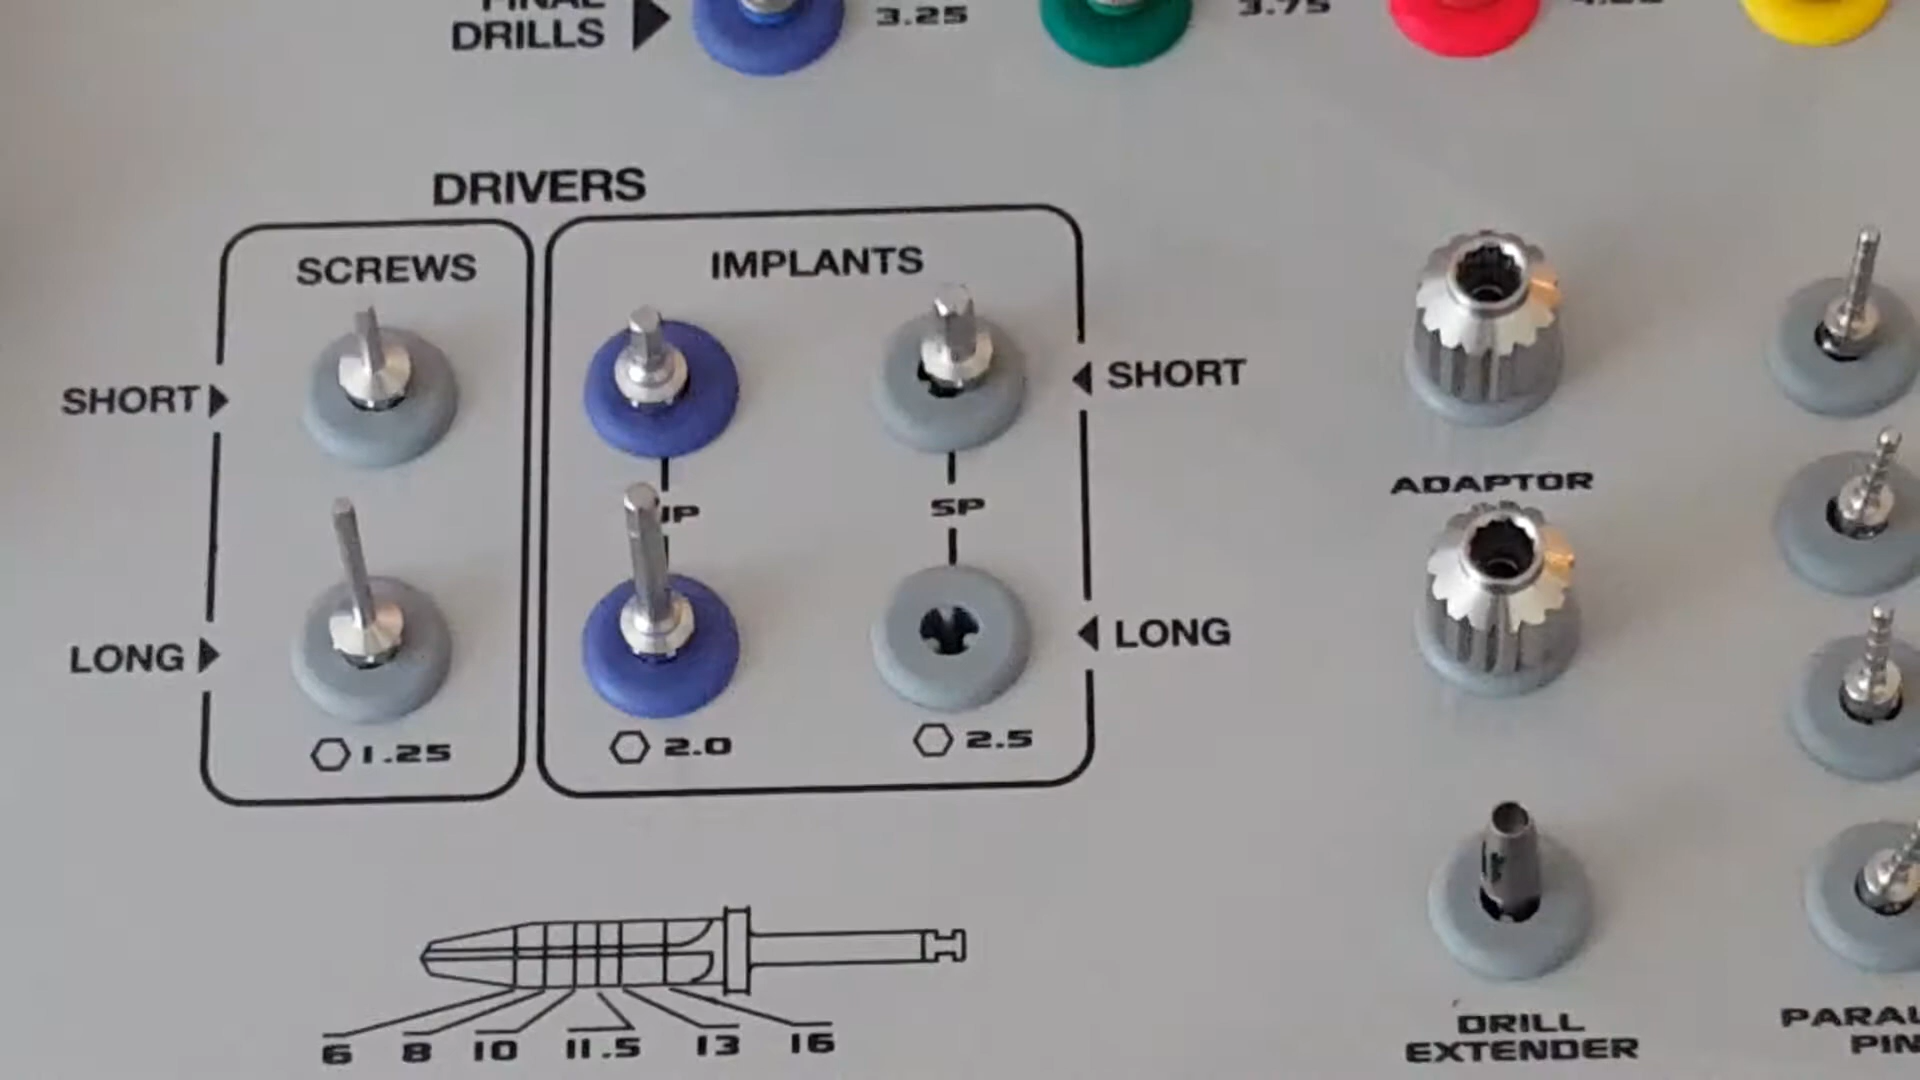 DRILLS
3.25
3.75
DRIVERS
SCREWS
IMPLANTS
SHORT
SHORT
IP
SP
ADAPTOR
LONG
LONG
1.25
2.0
2.5
6 8 10 11.5 13 16
DRILL
EXTENDER